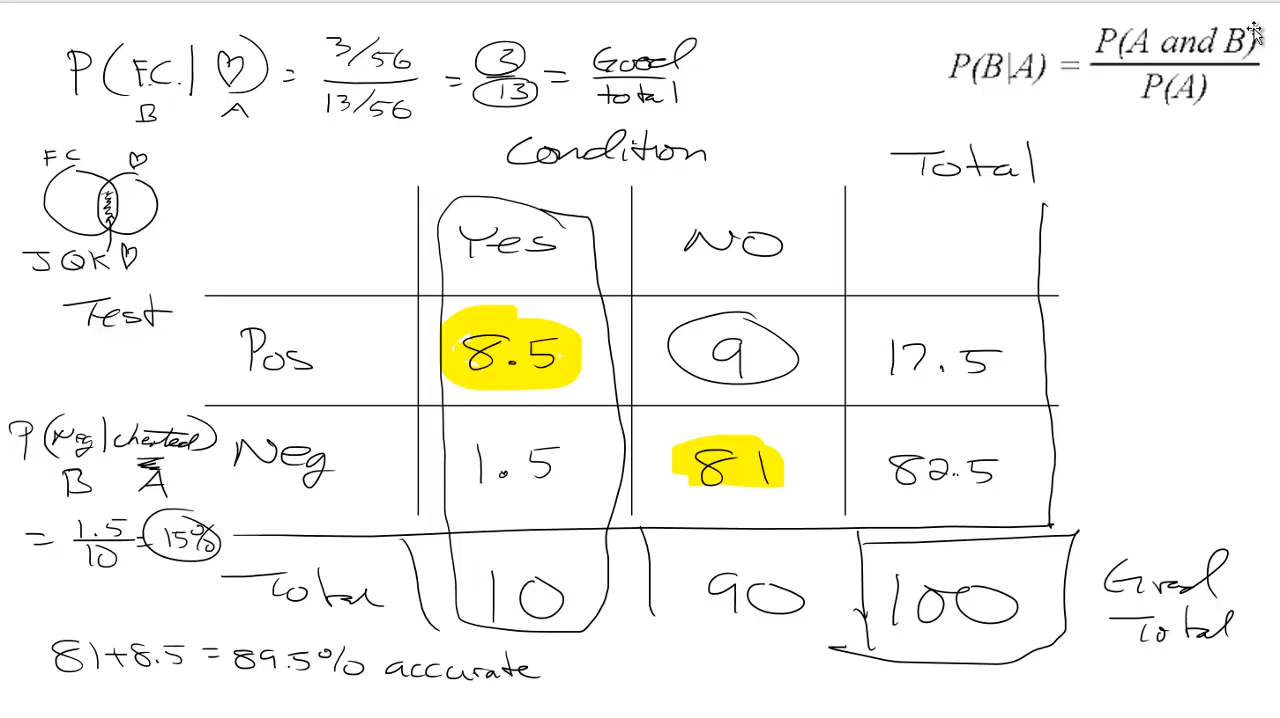 P(F.C. | ♡) = 3/56 / 13/56 = 3/13 = Good/total
B A
P(B|A) = P(A and B) / P(A)
Condition
Total
FC ♡
JQK♡
Yes NO
Test
Pos 8.5 9 17.5
P(Neg | cheated)
B A
Neg 1.5 81 82.5
= 1.5/10 = 15%
Total 10 90 100
Grad
Total
81+8.5 = 89.5% accurate